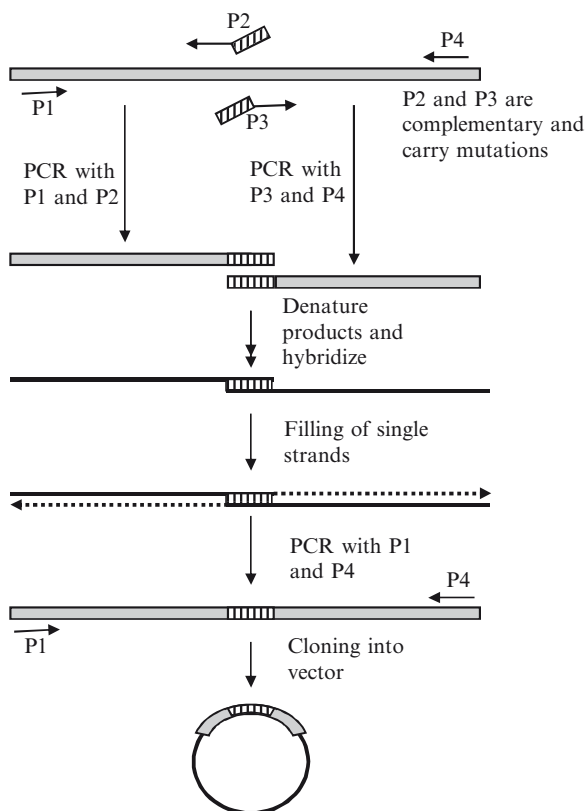 P2
P4
P1
P3
P2 and P3 are
complementary and
carry mutations
PCR with
P1 and P2
PCR with
P3 and P4
Denature
products and
hybridize
Filling of single
strands
PCR with P1
and P4
P4
P1
Cloning into
vector